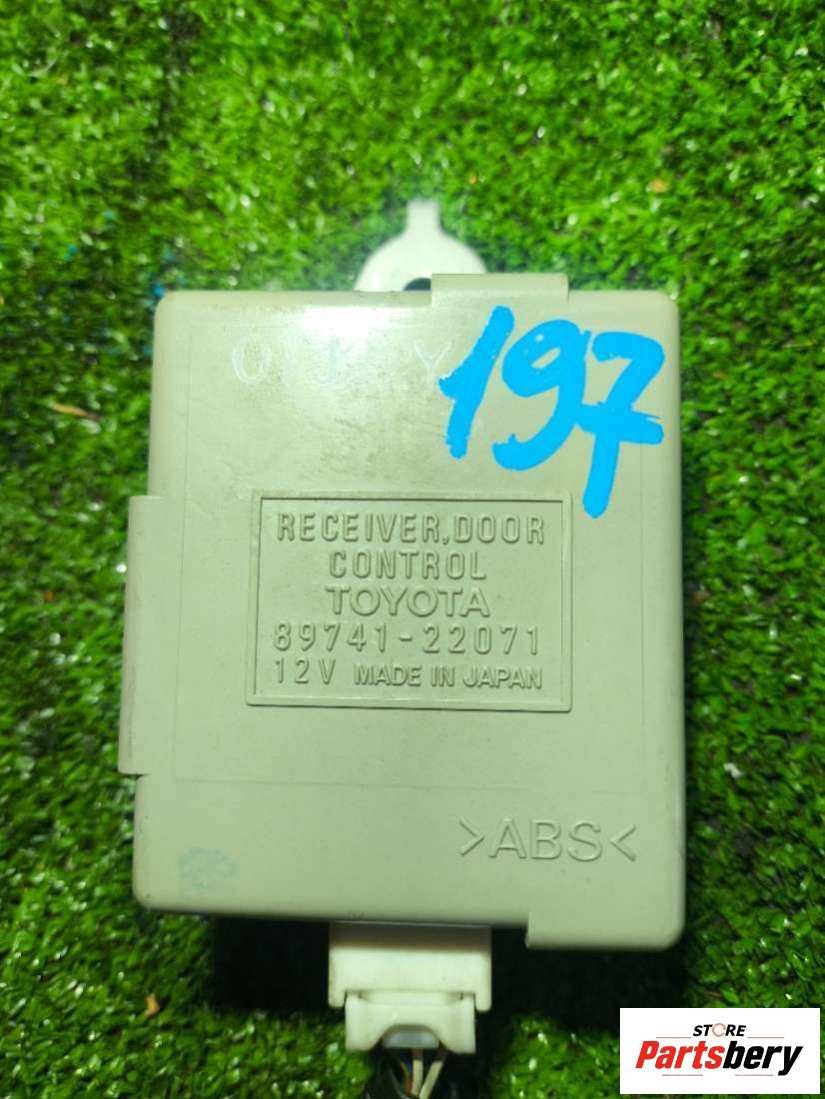 197
RECEIVER,DOOR
CONTROL
TOYOTA
89741-22071
12V MADE IN JAPAN
>ABS<
STORE
Partsbery